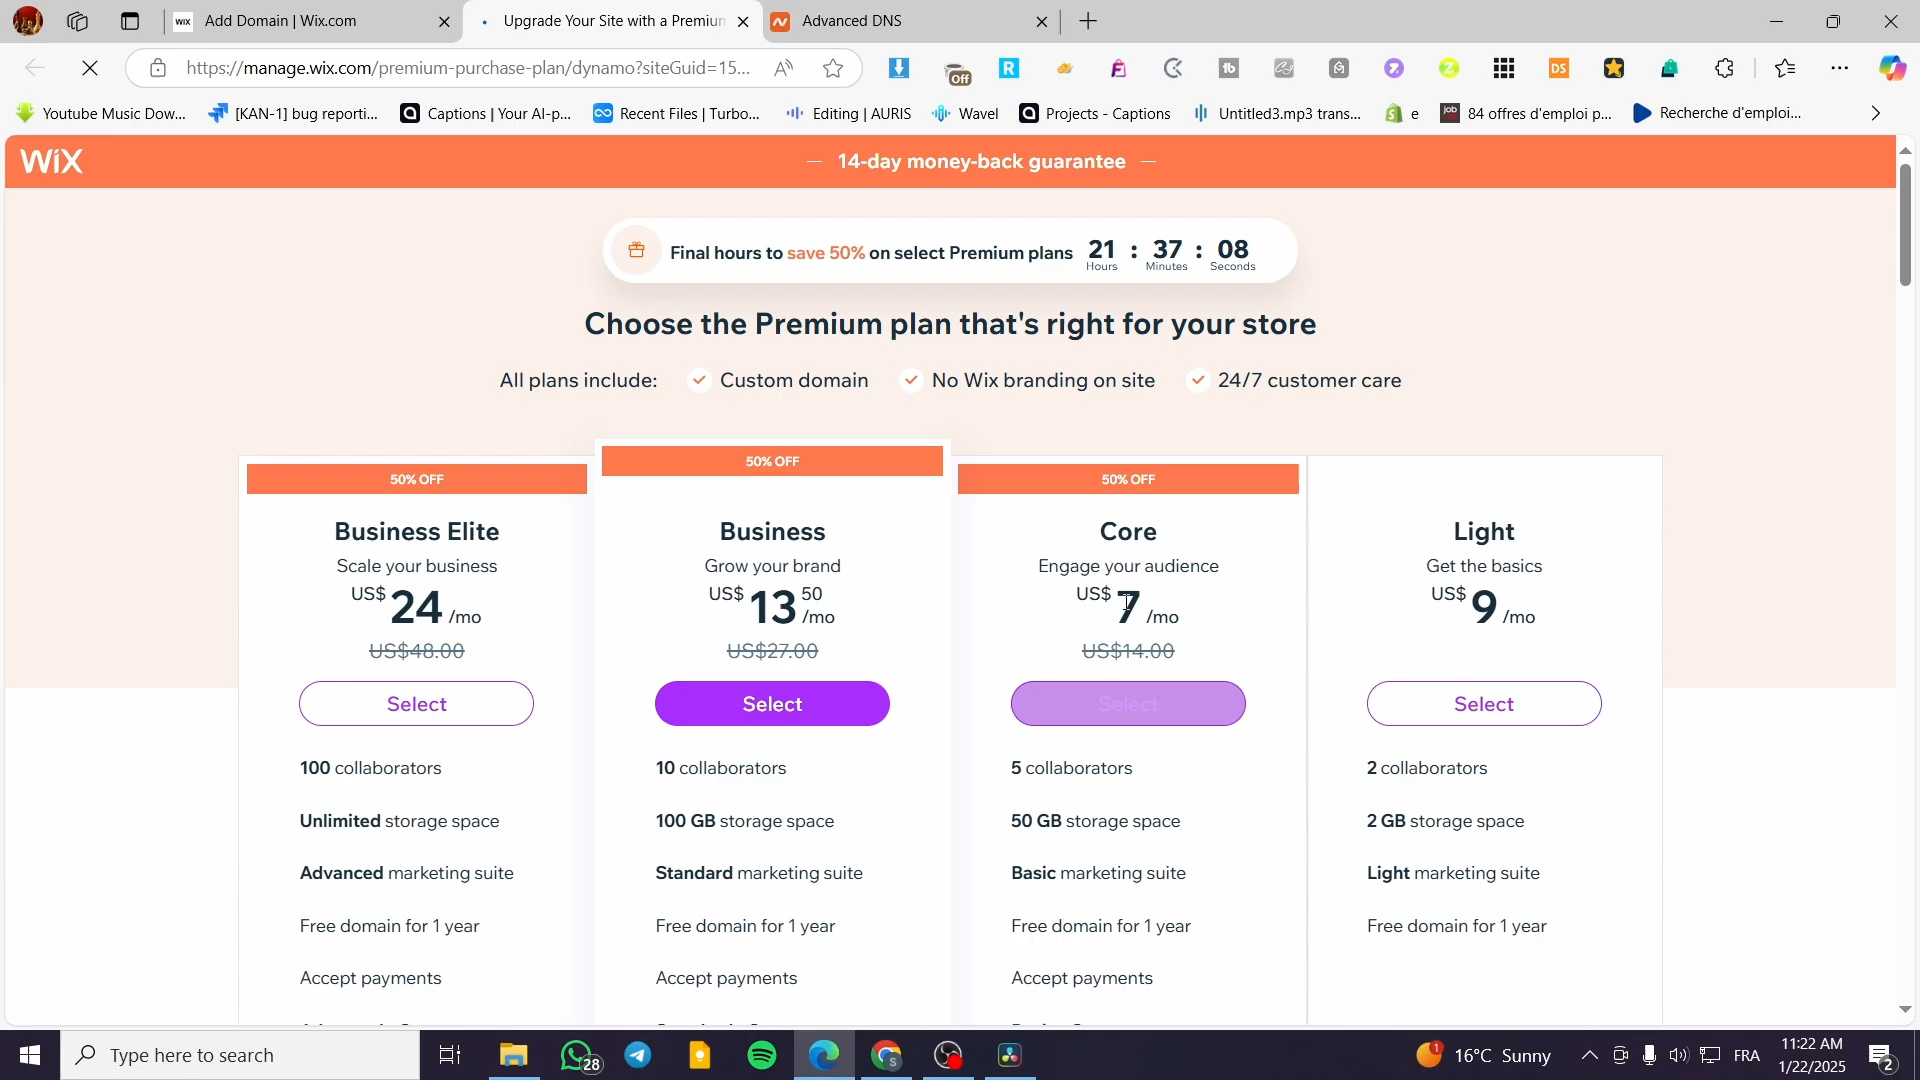 Add Domain | Wix.com
Upgrade Your Site with a Premium
Advanced DNS
https://manage.wix.com/premium-purchase-plan/dynamo?siteGuid=15...
Off
Youtube Music Dow...
[KAN-1] bug reporti...
Captions | Your AI-p...
Recent Files | Turbo...
Editing | AURIS
Wavel
Projects - Captions
Untitled3.mp3 trans...
e
84 offres d'emploi p...
Recherche d'emploi...
WiX
14-day money-back guarantee
Final hours to save 50% on select Premium plans
21 : 37 : 08
Hours Minutes Seconds
Choose the Premium plan that's right for your store
All plans include:
Custom domain
No Wix branding on site
24/7 customer care
50% OFF
Business Elite
Scale your business
US$ 24 /mo
US$48.00
Select
100 collaborators
Unlimited storage space
Advanced marketing suite
Free domain for 1 year
Accept payments
50% OFF
Business
Grow your brand
US$ 13 50 /mo
US$27.00
Select
10 collaborators
100 GB storage space
Standard marketing suite
Free domain for 1 year
Accept payments
50% OFF
Core
Engage your audience
US$ 7 /mo
US$14.00
Select
5 collaborators
50 GB storage space
Basic marketing suite
Free domain for 1 year
Accept payments
Light
Get the basics
US$ 9 /mo
Select
2 collaborators
2 GB storage space
Light marketing suite
Free domain for 1 year
Type here to search
28
1
16°C Sunny
FRA
11:22 AM
1/22/2025
2